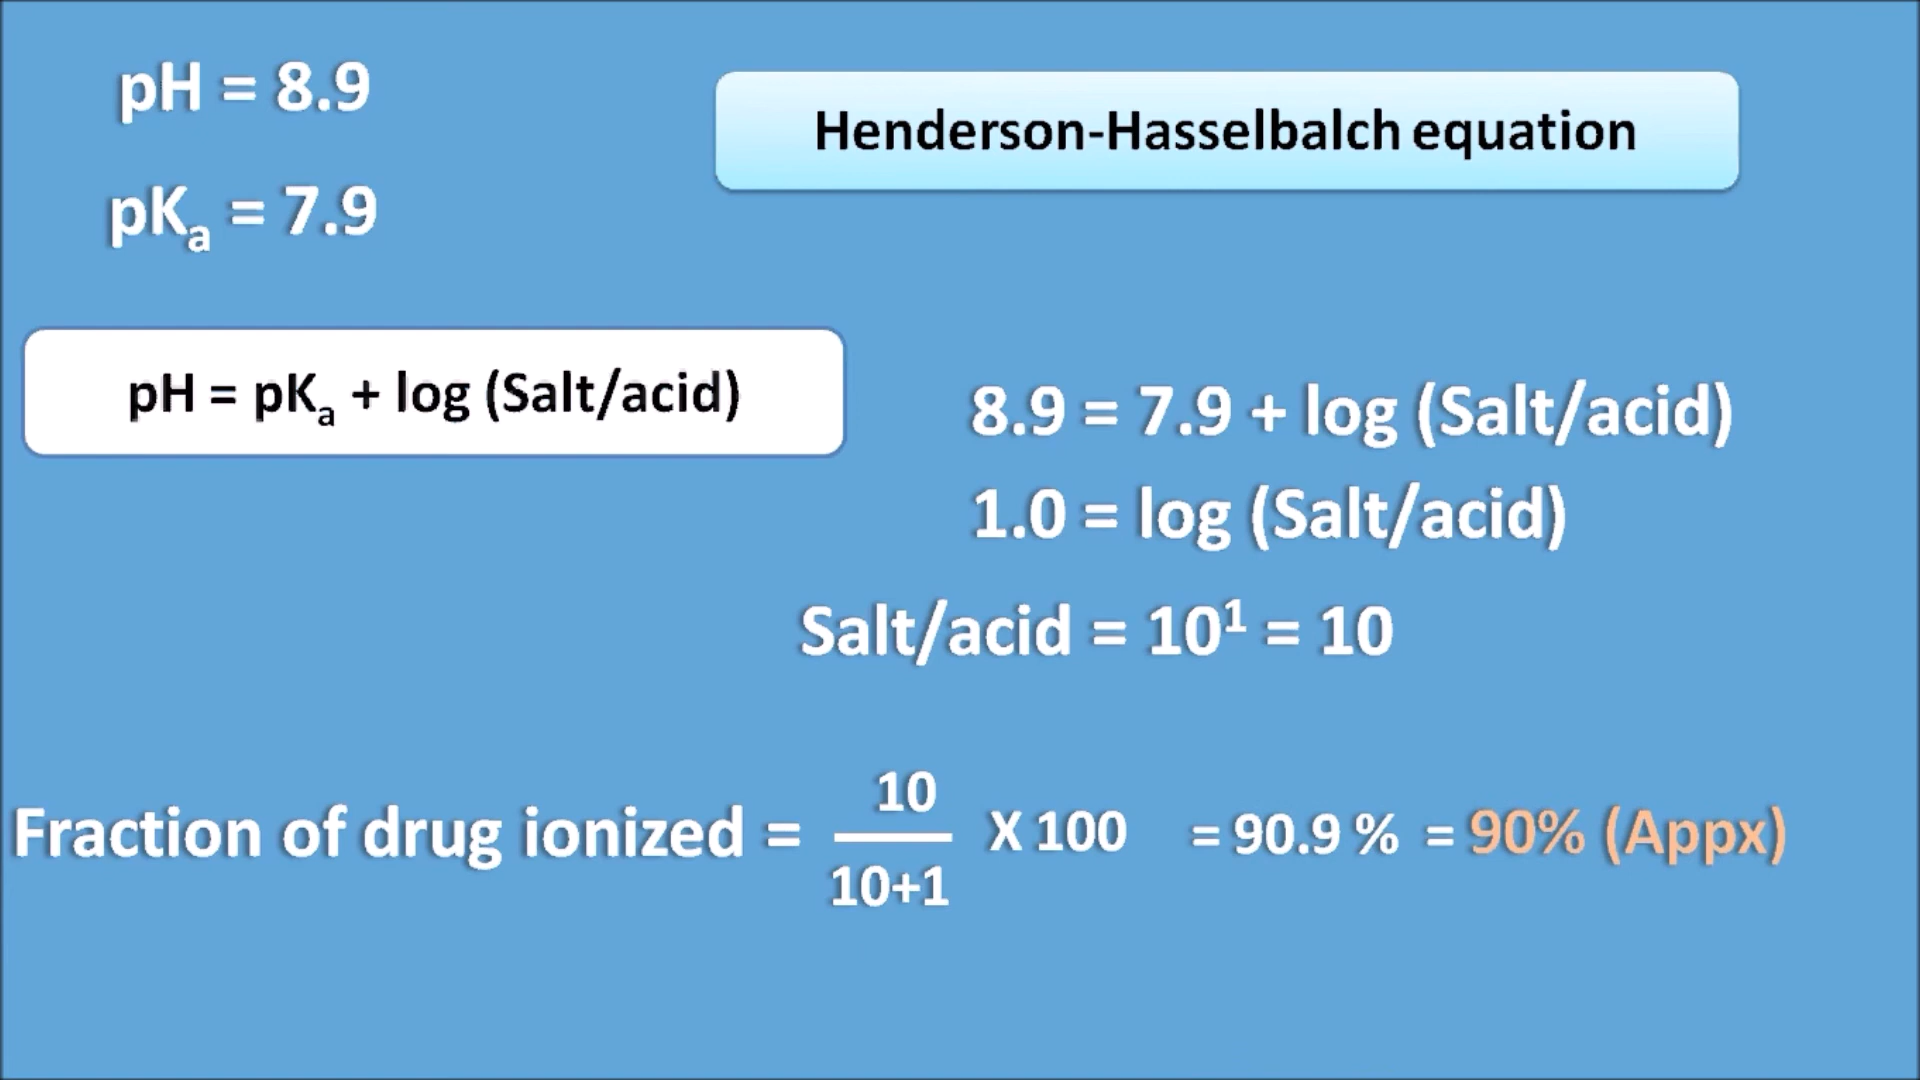 pH = 8.9
Henderson-Hasselbalch equation
pKₐ = 7.9
pH = pKₐ + log (Salt/acid)
8.9 = 7.9 + log (Salt/acid)
1.0 = log (Salt/acid)
Salt/acid = 10¹ = 10
Fraction of drug ionized = 10 / 10+1 X 100 = 90.9 % = 90% (Appx)